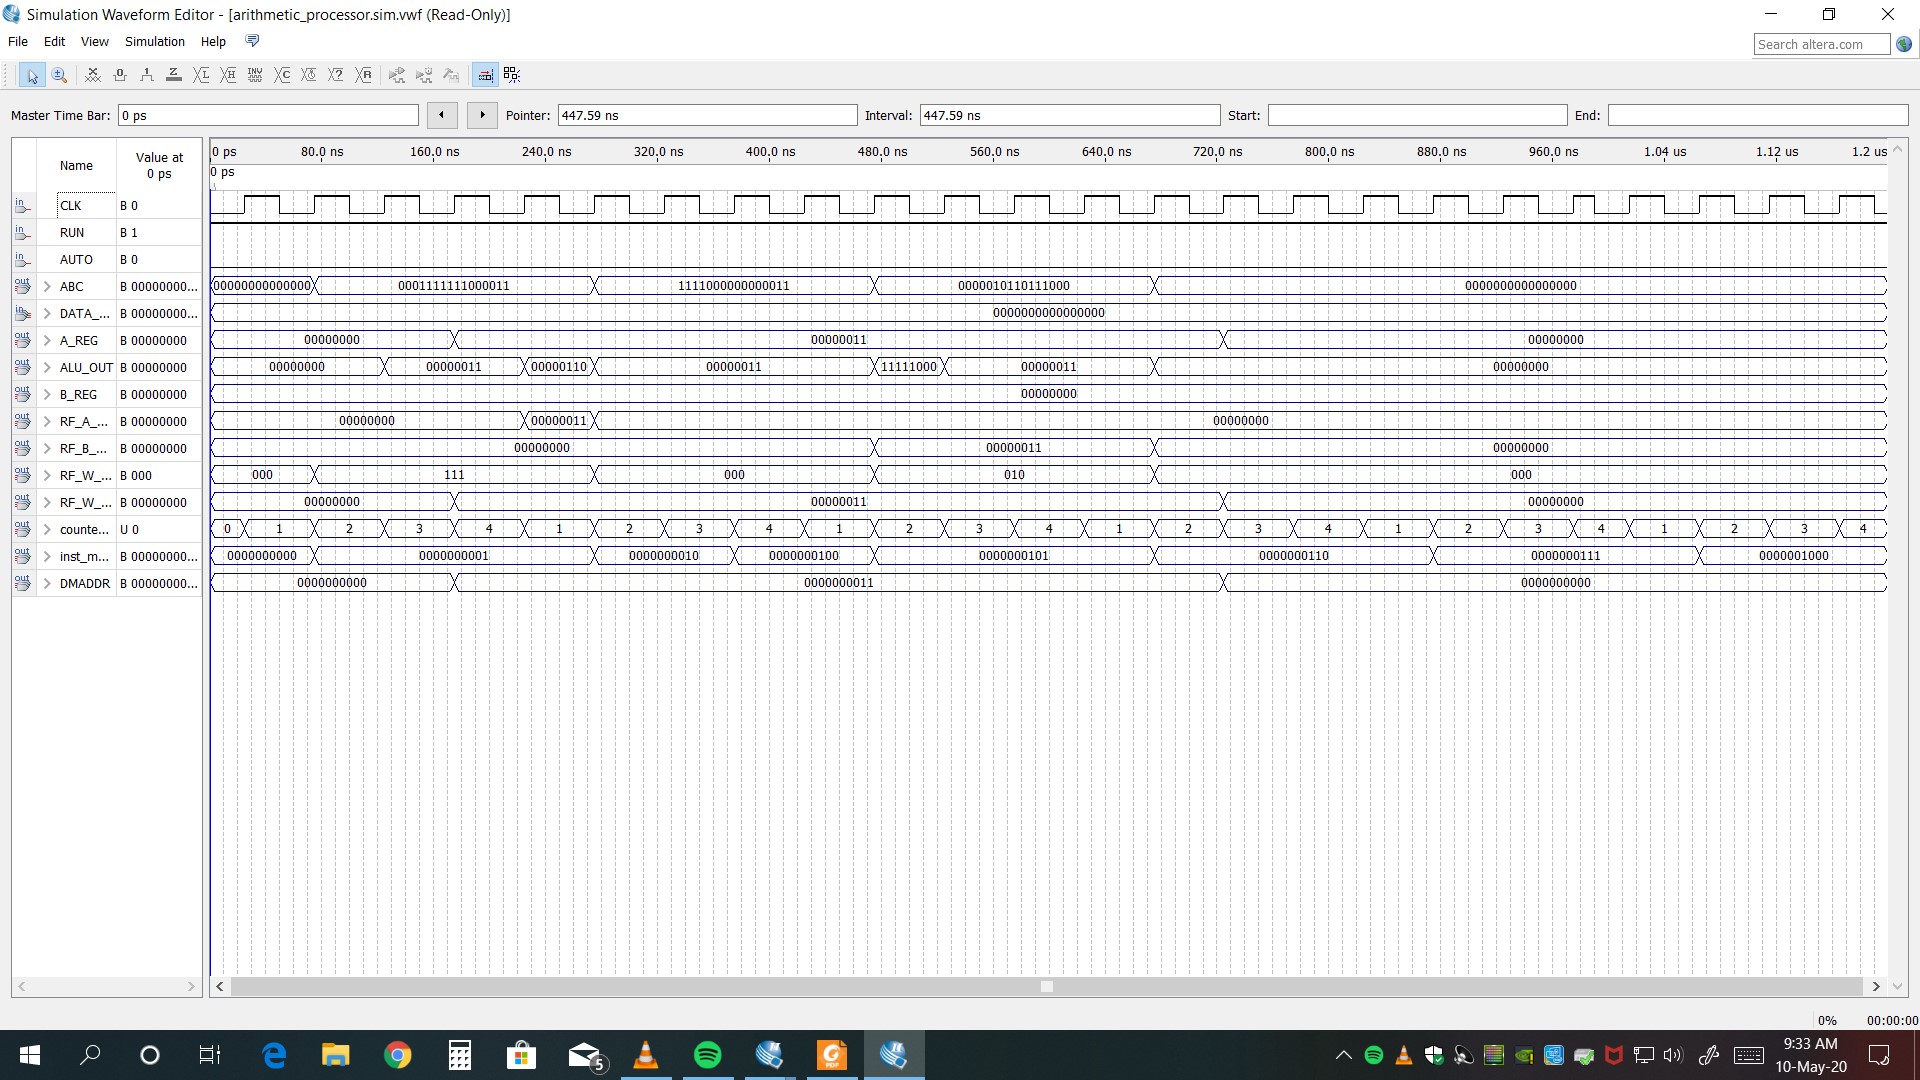 Simulation Waveform Editor - [arithmetic_processor.sim.vwf (Read-Only)]
File Edit View Simulation Help
Search altera.com
Master Time Bar: 0 ps Pointer: 447.59 ns Interval: 447.59 ns Start: End:
Name Value at 0 ps
0 ps 80.0 ns 160.0 ns 240.0 ns 320.0 ns 400.0 ns 480.0 ns 560.0 ns 640.0 ns 720.0 ns 800.0 ns 880.0 ns 960.0 ns 1.04 us 1.12 us 1.2 us
0 ps
CLK B 0
RUN B 1
AUTO B 0
ABC B 00000000... 0000000000000000 0001111111000011 1111000000000011 0000010110111000 0000000000000000
DATA_... B 00000000... 0000000000000000
A_REG B 00000000 00000000 00000011 00000000
ALU_OUT B 00000000 00000000 00000011 00000110 00000011 11111000 00000011 00000000
B_REG B 00000000 00000000
RF_A_... B 00000000 00000000 00000011 00000000
RF_B_... B 00000000 00000000 00000011 00000000
RF_W_... B 000 000 111 000 010 000
RF_W_... B 00000000 00000000 00000011 00000000
counte... U 0 0 1 2 3 4 1 2 3 4 1 2 3 4 1 2 3 4 1 2 3 4 1 2 3 4
inst_m... B 00000000... 0000000000 0000000001 0000000010 0000000100 0000000101 0000000110 0000000111 0000001000
DMADDR B 00000000... 0000000000 0000000011 0000000000
0% 00:00:00
5
PDF
9:33 AM
10-May-20